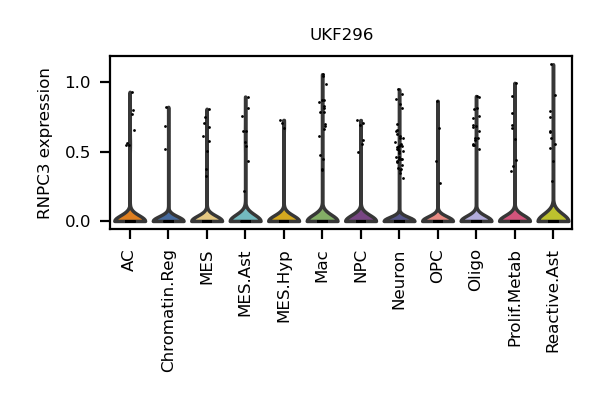 UKF296
RNPC3 expression
1.0
0.5
0.0
AC
Chromatin.Reg
MES
MES.Ast
MES.Hyp
Mac
NPC
Neuron
OPC
Oligo
Prolif.Metab
Reactive.Ast